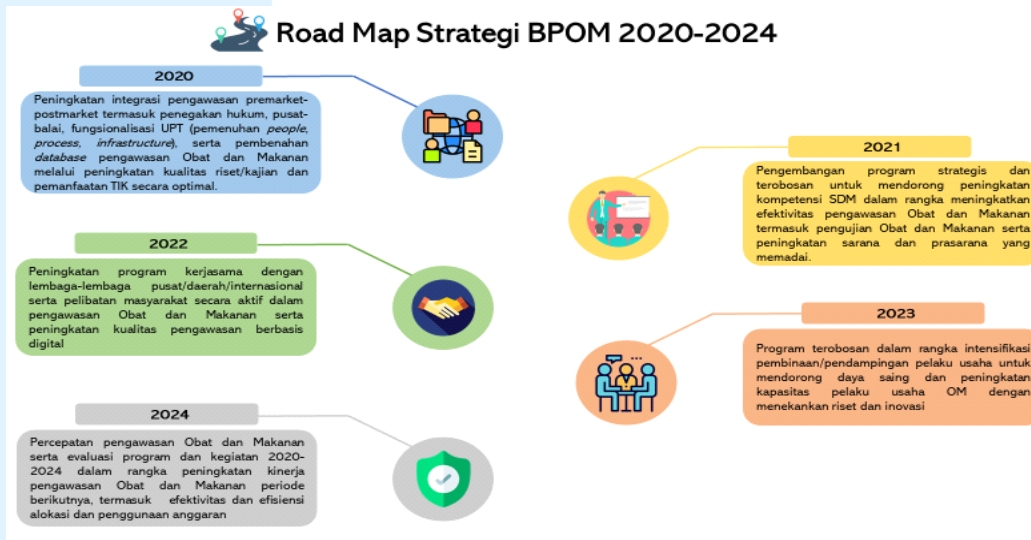 Road Map Strategi BPOM 2020-2024
2020
Peningkatan integrasi pengawasan premarket-
postmarket termasuk penegakan hukum, pusat-
balai, fungsionalisasi UPT (pemenuhan people,
process, infrastructure), serta pembenahan
database pengawasan Obat dan Makanan
melalui peningkatan kualitas riset/kajian dan
pemanfaatan TIK secara optimal.
2021
Pengembangan program strategis dan
terobosan untuk mendorong peningkatan
kompetensi SDM dalam rangka meningkatkan
efektivitas pengawasan Obat dan Makanan
termasuk pengujian Obat dan Makanan serta
peningkatan sarana dan prasarana yang
memadai.
2022
Peningkatan program kerjasama dengan
lembaga-lembaga pusat/daerah/internasional
serta pelibatan masyarakat secara aktif dalam
pengawasan Obat dan Makanan serta
peningkatan kualitas pengawasan berbasis
digital
2023
Program terobosan dalam rangka intensifikasi
pembinaan/pendampingan pelaku usaha untuk
mendorong daya saing dan peningkatan
kapasitas pelaku usaha OM dengan
menekankan riset dan inovasi
2024
Percepatan pengawasan Obat dan Makanan
serta evaluasi program dan kegiatan 2020-
2024 dalam rangka peningkatan kinerja
pengawasan Obat dan Makanan periode
berikutnya, termasuk efektivitas dan efisiensi
alokasi dan penggunaan anggaran